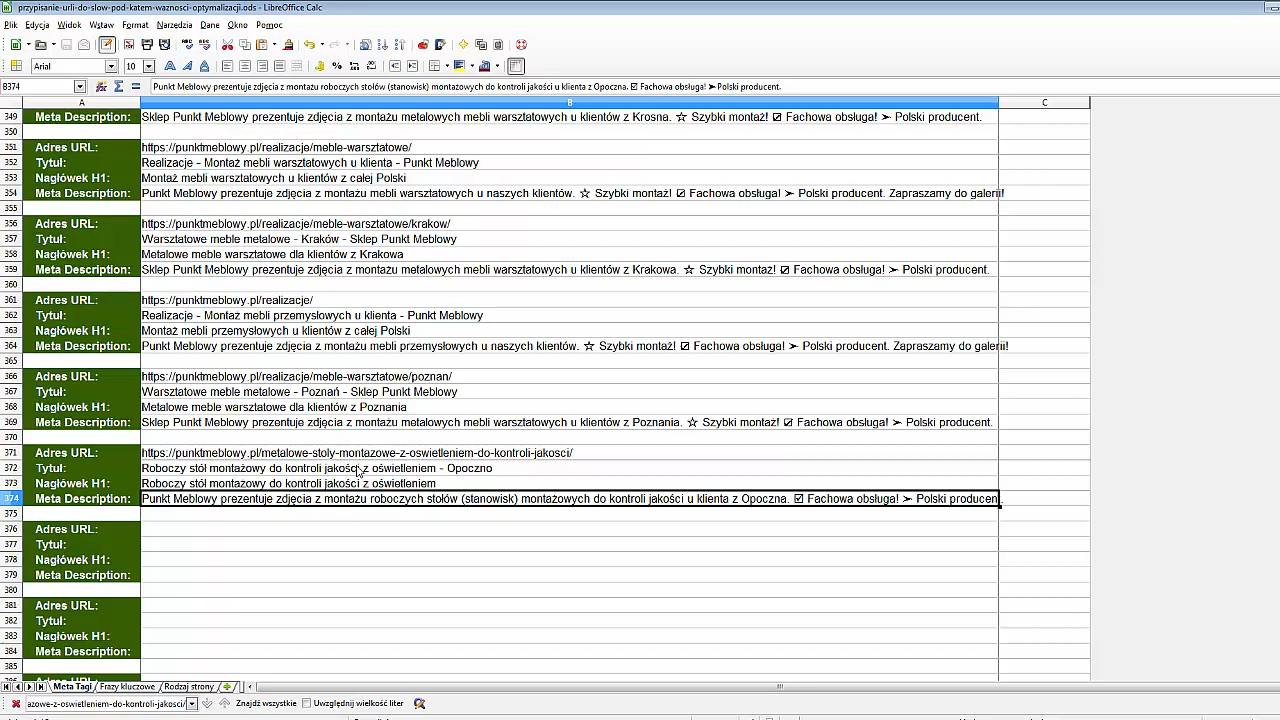 przypisanie-urli-do-slow-pod-katem-waznosci-optymalizacji.ods - LibreOffice Calc
Plik Edycja Widok Wstaw Format Narzędzia Dane Okno Pomoc
Arial 10
B374 Punkt Meblowy prezentuje zdjęcia z montażu roboczych stołów (stanowisk) montażowych do kontroli jakości u klienta z Opoczna. ☑ Fachowa obsługa! ➤ Polski producent.
A B C
349 Meta Description: Sklep Punkt Meblowy prezentuje zdjęcia z montażu metalowych mebli warsztatowych u klientów z Krosna. ☆ Szybki montaż! ☑ Fachowa obsługa! ➤ Polski producent.
350
351 Adres URL: https://punktmeblowy.pl/realizacje/meble-warsztatowe/
352 Tytuł: Realizacje - Montaż mebli warsztatowych u klienta - Punkt Meblowy
353 Nagłówek H1: Montaż mebli warsztatowych u klientów z całej Polski
354 Meta Description: Punkt Meblowy prezentuje zdjęcia z montażu mebli warsztatowych u naszych klientów. ☆ Szybki montaż! ☑ Fachowa obsługa! ➤ Polski producent. Zapraszamy do galerii!
355
356 Adres URL: https://punktmeblowy.pl/realizacje/meble-warsztatowe/krakow/
357 Tytuł: Warsztatowe meble metalowe - Kraków - Sklep Punkt Meblowy
358 Nagłówek H1: Metalowe meble warsztatowe dla klientów z Krakowa
359 Meta Description: Sklep Punkt Meblowy prezentuje zdjęcia z montażu metalowych mebli warsztatowych u klientów z Krakowa. ☆ Szybki montaż! ☑ Fachowa obsługa! ➤ Polski producent.
360
361 Adres URL: https://punktmeblowy.pl/realizacje/
362 Tytuł: Realizacje - Montaż mebli przemysłowych u klienta - Punkt Meblowy
363 Nagłówek H1: Montaż mebli przemysłowych u klientów z całej Polski
364 Meta Description: Punkt Meblowy prezentuje zdjęcia z montażu mebli przemysłowych u naszych klientów. ☆ Szybki montaż! ☑ Fachowa obsługa! ➤ Polski producent. Zapraszamy do galerii!
365
366 Adres URL: https://punktmeblowy.pl/realizacje/meble-warsztatowe/poznan/
367 Tytuł: Warsztatowe meble metalowe - Poznań - Sklep Punkt Meblowy
368 Nagłówek H1: Metalowe meble warsztatowe dla klientów z Poznania
369 Meta Description: Sklep Punkt Meblowy prezentuje zdjęcia z montażu metalowych mebli warsztatowych u klientów z Poznania. ☆ Szybki montaż! ☑ Fachowa obsługa! ➤ Polski producent.
370
371 Adres URL: https://punktmeblowy.pl/metalowe-stoly-montazowe-z-oswietleniem-do-kontroli-jakosci/
372 Tytuł: Roboczy stół montażowy do kontroli jakości z oświetleniem - Opoczno
373 Nagłówek H1: Roboczy stół montażowy do kontroli jakości z oświetleniem
374 Meta Description: Punkt Meblowy prezentuje zdjęcia z montażu roboczych stołów (stanowisk) montażowych do kontroli jakości u klienta z Opoczna. ☑ Fachowa obsługa! ➤ Polski producen
375
376 Adres URL:
377 Tytuł:
378 Nagłówek H1:
379 Meta Description:
380
381 Adres URL:
382 Tytuł:
383 Nagłówek H1:
384 Meta Description:
385
Meta Tagi Frazy kluczowe Rodzaj strony
azowe-z-oswietleniem-do-kontroli-jakosci/ Znajdź wszystkie Uwzględnij wielkość liter